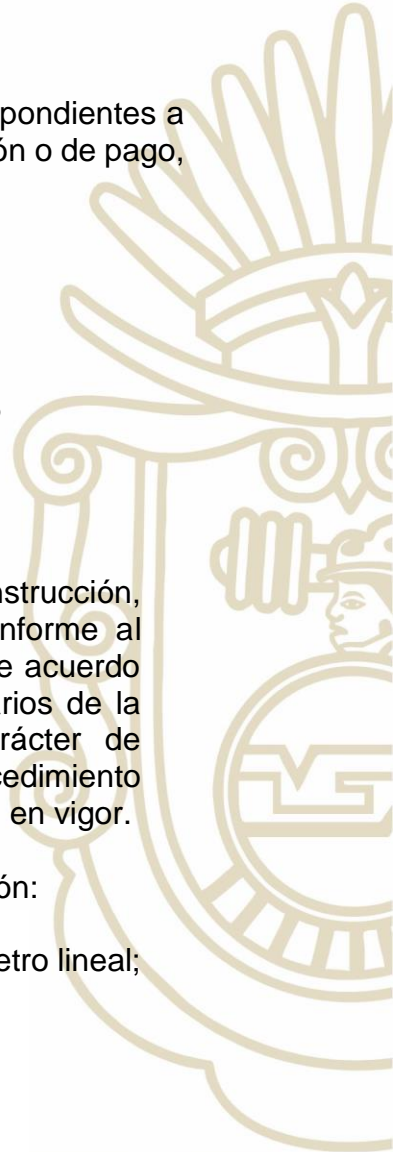 pondientes a
ón o de pago,
nstrucción,
nforme al
e acuerdo
rios de la
rácter de
cedimiento
en vigor.
ón:
etro lineal;